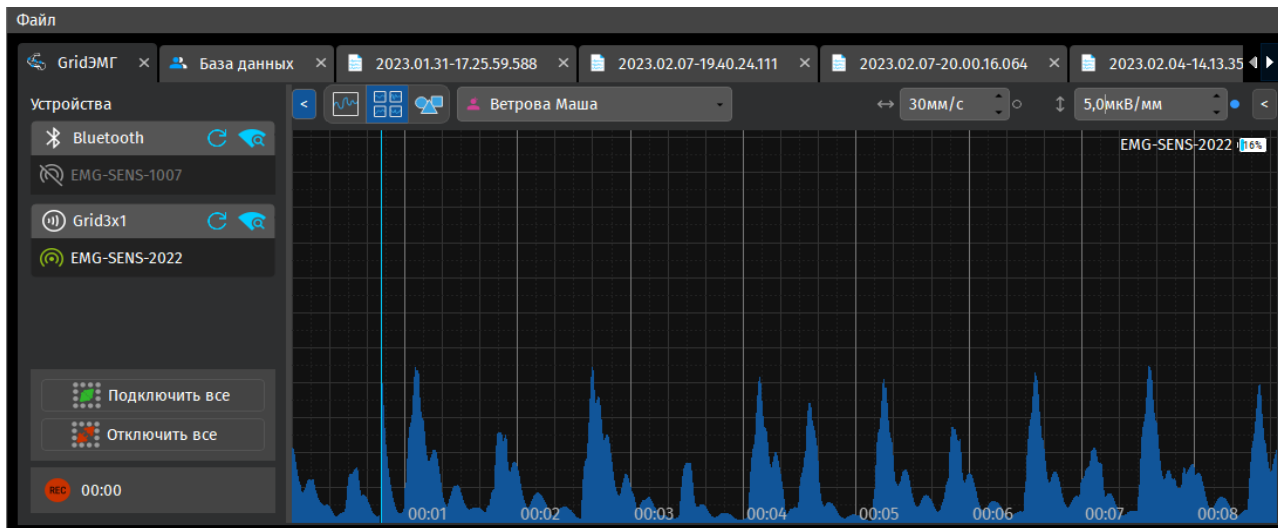 Файл
GridЭМГ
База данных
2023.01.31-17.25.59.588
2023.02.07-19.40.24.111
2023.02.07-20.00.16.064
2023.02.04-14.13.35
Устройства
Ветрова Маша
30мм/с
5,0мкВ/мм
Bluetooth
EMG-SENS-2022 16%
EMG-SENS-1007
Grid3x1
EMG-SENS-2022
Подключить все
Отключить все
REC 00:00
00:01 00:02 00:03 00:04 00:05 00:06 00:07 00:08